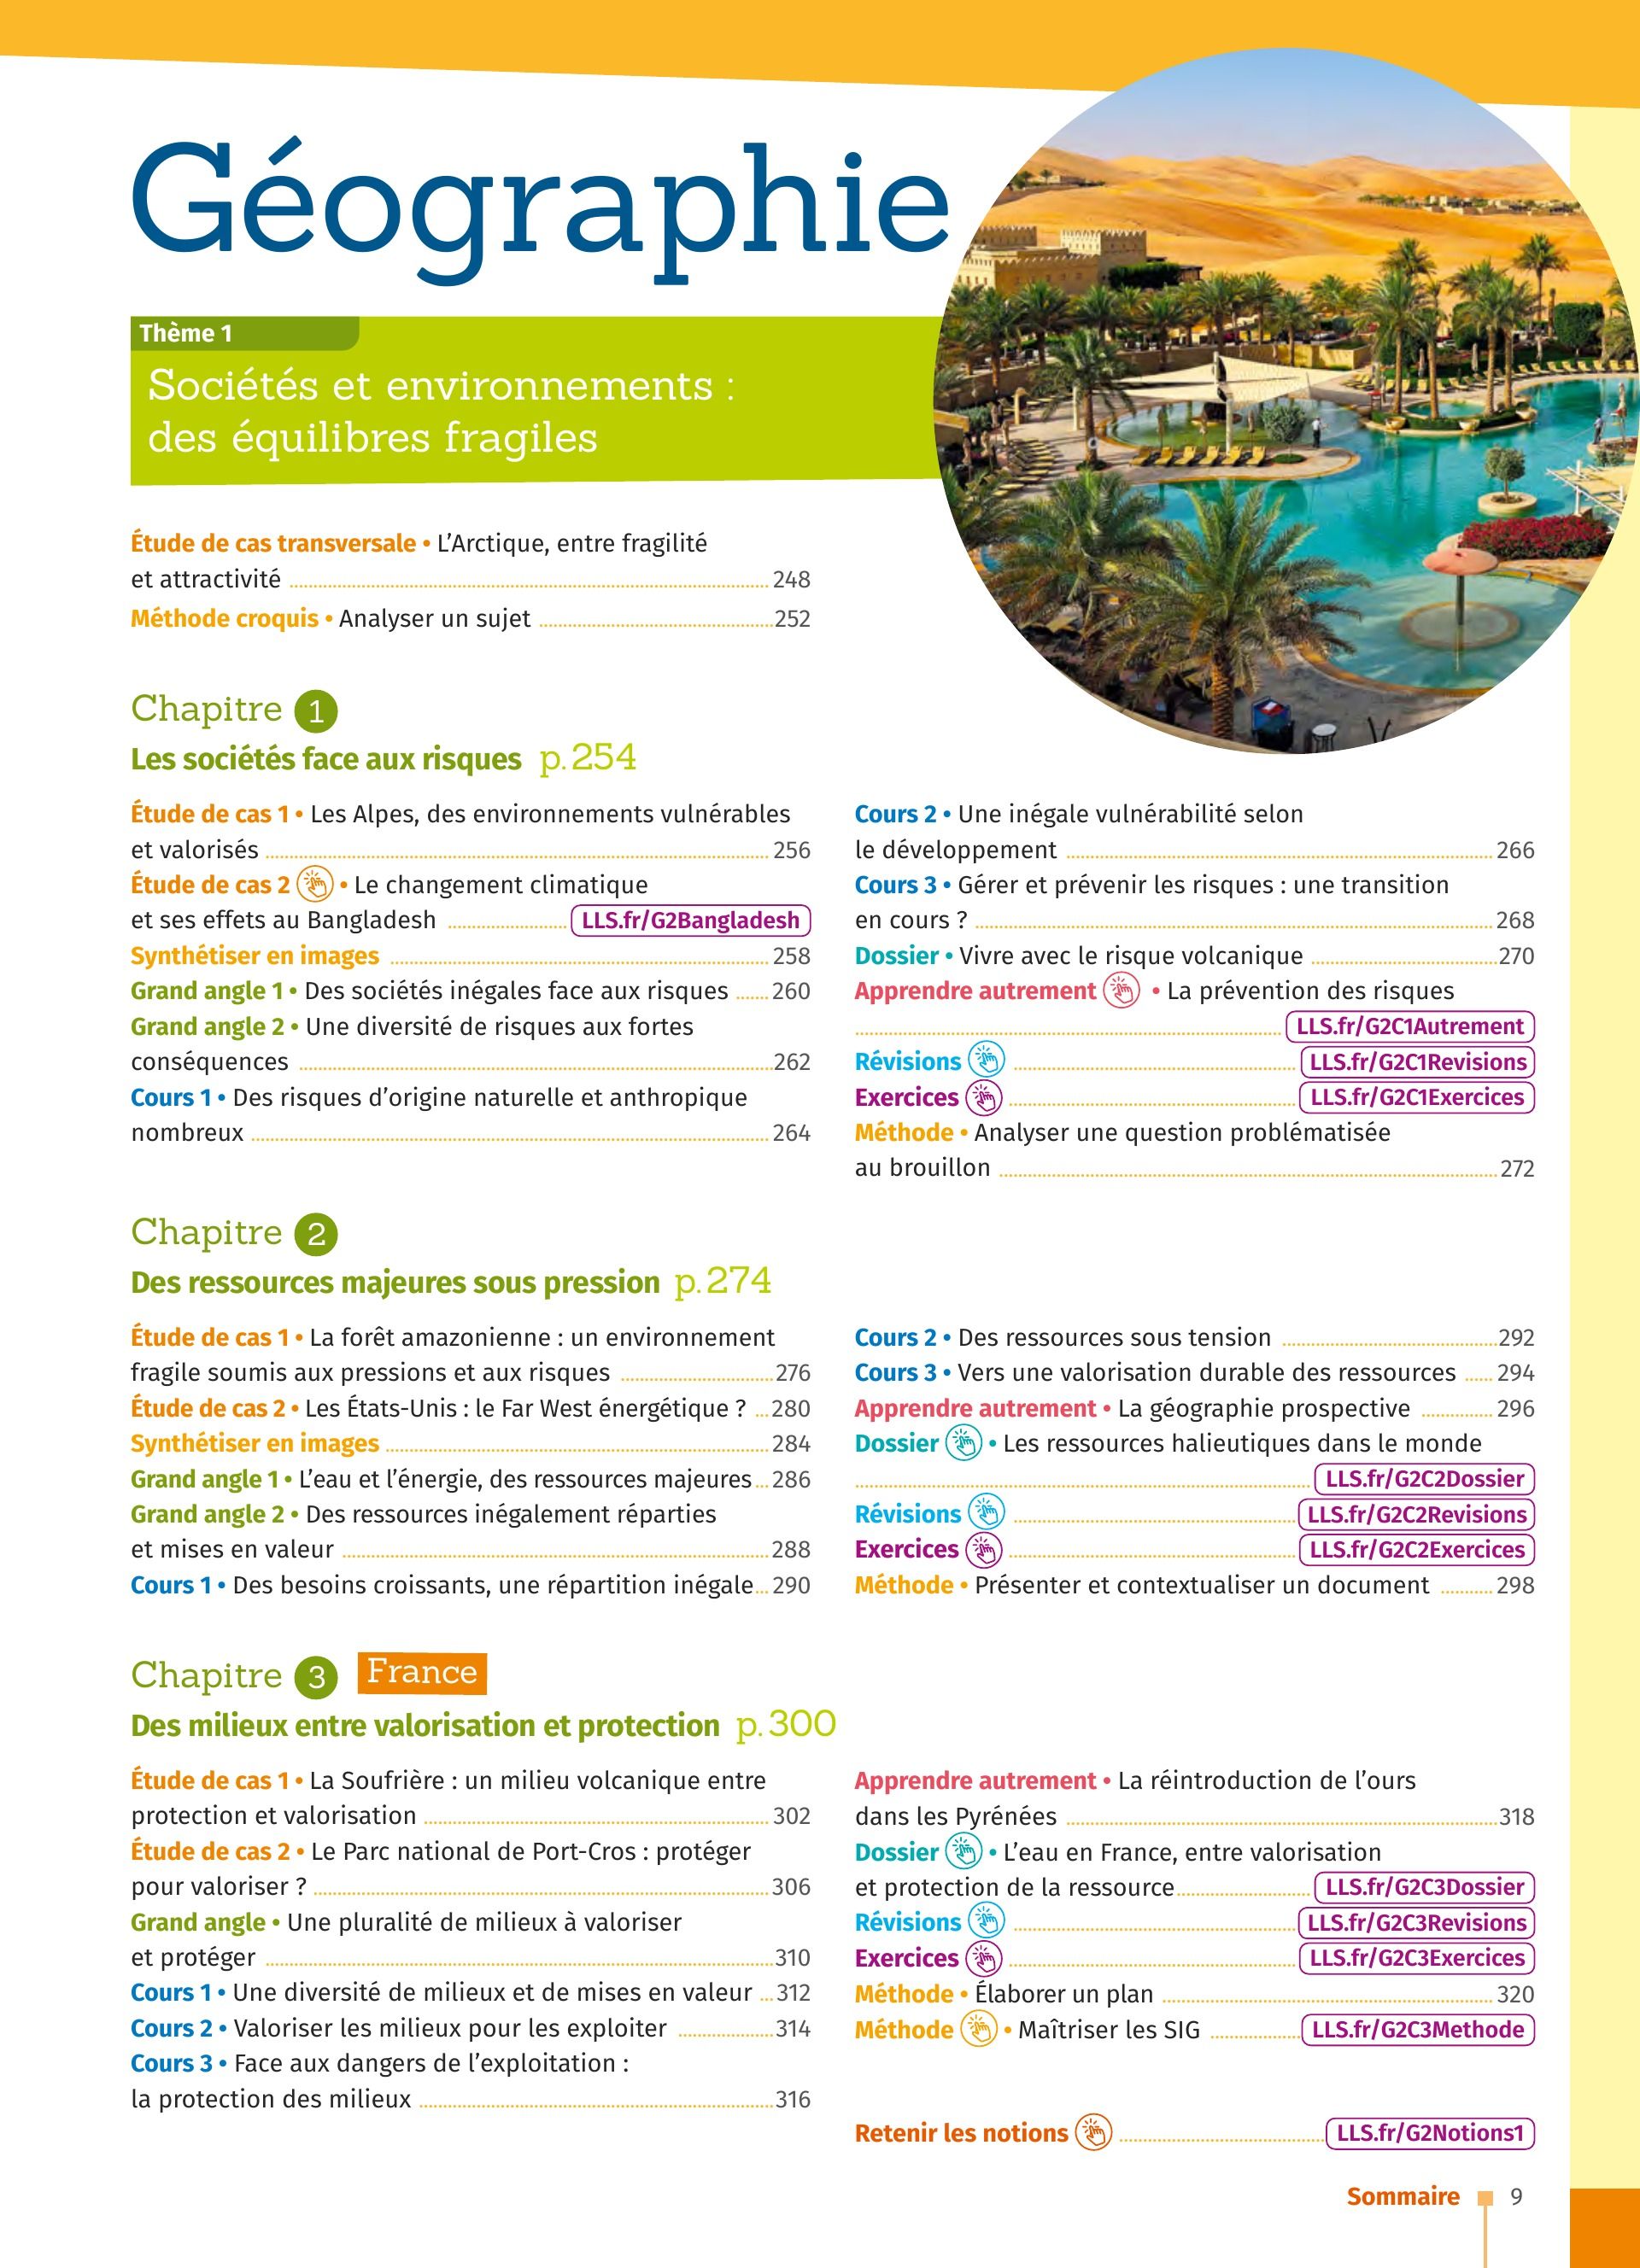 Géographie
Thème 1
Sociétés et environnements :
des équilibres fragiles
Étude de cas transversale • L’Arctique, entre fragilité
et attractivité 248
Méthode croquis • Analyser un sujet 252
Chapitre 1
Les sociétés face aux risques p. 254
Étude de cas 1 • Les Alpes, des environnements vulnérables
et valorisés 256
Étude de cas 2 • Le changement climatique
et ses effets au Bangladesh LLS.fr/G2Bangladesh
Synthétiser en images 258
Grand angle 1 • Des sociétés inégales face aux risques 260
Grand angle 2 • Une diversité de risques aux fortes
conséquences 262
Cours 1 • Des risques d’origine naturelle et anthropique
nombreux 264
Cours 2 • Une inégale vulnérabilité selon
le développement 266
Cours 3 • Gérer et prévenir les risques : une transition
en cours ? 268
Dossier • Vivre avec le risque volcanique 270
Apprendre autrement • La prévention des risques
LLS.fr/G2C1Autrement
Révisions LLS.fr/G2C1Revisions
Exercices LLS.fr/G2C1Exercices
Méthode • Analyser une question problématisée
au brouillon 272
Chapitre 2
Des ressources majeures sous pression p. 274
Étude de cas 1 • La forêt amazonienne : un environnement
fragile soumis aux pressions et aux risques 276
Étude de cas 2 • Les États-Unis : le Far West énergétique ? 280
Synthétiser en images 284
Grand angle 1 • L’eau et l’énergie, des ressources majeures 286
Grand angle 2 • Des ressources inégalement réparties
et mises en valeur 288
Cours 1 • Des besoins croissants, une répartition inégale 290
Cours 2 • Des ressources sous tension 292
Cours 3 • Vers une valorisation durable des ressources 294
Apprendre autrement • La géographie prospective 296
Dossier • Les ressources halieutiques dans le monde
LLS.fr/G2C2Dossier
Révisions LLS.fr/G2C2Revisions
Exercices LLS.fr/G2C2Exercices
Méthode • Présenter et contextualiser un document 298
Chapitre 3 France
Des milieux entre valorisation et protection p. 300
Étude de cas 1 • La Soufrière : un milieu volcanique entre
protection et valorisation 302
Étude de cas 2 • Le Parc national de Port-Cros : protéger
pour valoriser ? 306
Grand angle • Une pluralité de milieux à valoriser
et protéger 310
Cours 1 • Une diversité de milieux et de mises en valeur 312
Cours 2 • Valoriser les milieux pour les exploiter 314
Cours 3 • Face aux dangers de l’exploitation :
la protection des milieux 316
Apprendre autrement • La réintroduction de l’ours
dans les Pyrénées 318
Dossier • L’eau en France, entre valorisation
et protection de la ressource LLS.fr/G2C3Dossier
Révisions LLS.fr/G2C3Revisions
Exercices LLS.fr/G2C3Exercices
Méthode • Élaborer un plan 320
Méthode • Maîtriser les SIG LLS.fr/G2C3Methode
Retenir les notions LLS.fr/G2Notions1
Sommaire 9